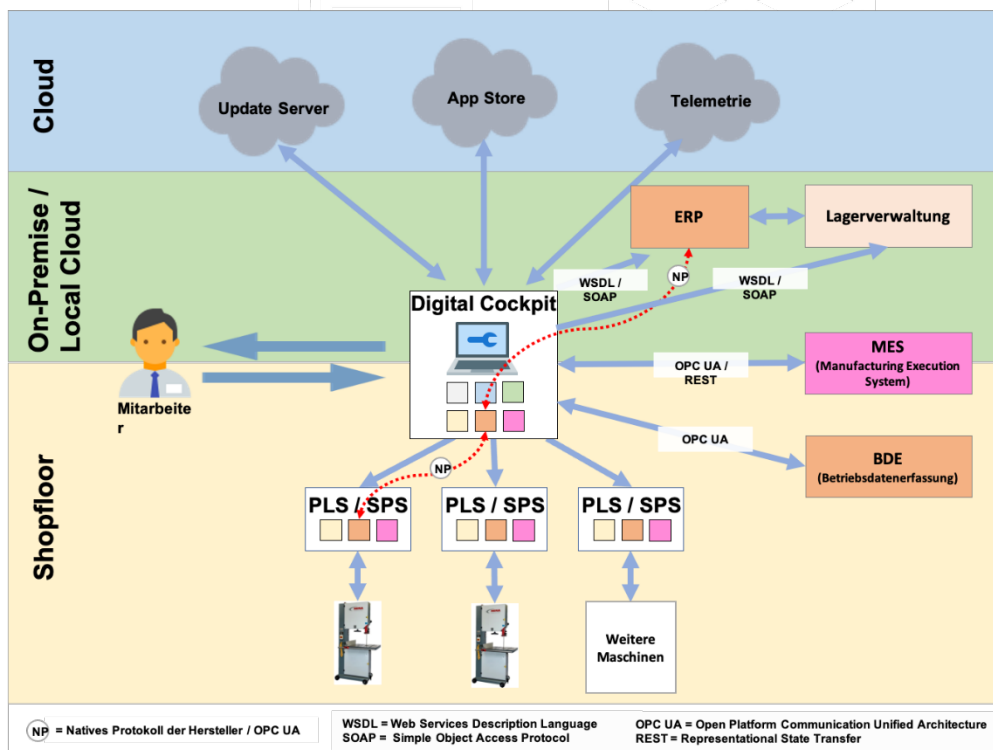 Cloud
Update Server
App Store
Telemetrie
On-Premise /
Local Cloud
ERP
Lagerverwaltung
NP
WSDL /
SOAP
WSDL /
SOAP
Digital Cockpit
Mitarbeite
r
OPC UA /
REST
MES
(Manufacturing Execution
System)
OPC UA
BDE
(Betriebsdatenerfassung)
Shopfloor
NP
PLS / SPS
PLS / SPS
PLS / SPS
Weitere
Maschinen
NP = Natives Protokoll der Hersteller / OPC UA
WSDL = Web Services Description Language
SOAP = Simple Object Access Protocol
OPC UA = Open Platform Communication Unified Architecture
REST = Representational State Transfer